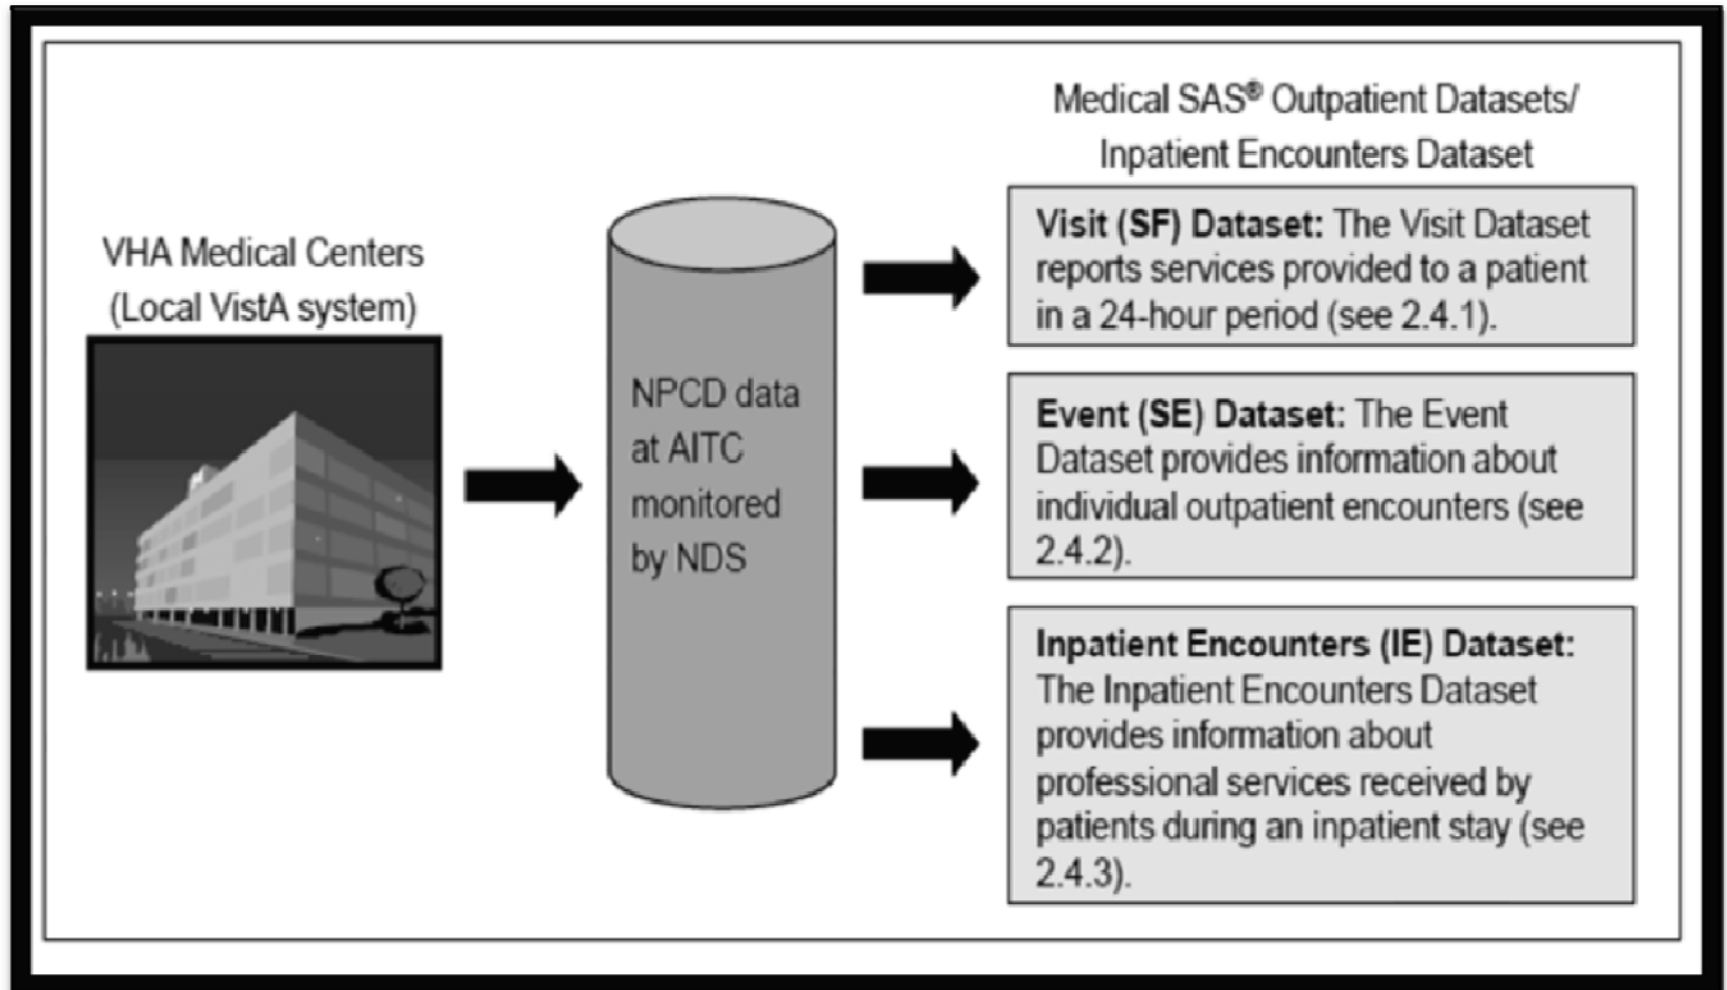 Medical SAS® Outpatient Datasets/
Inpatient Encounters Dataset
VHA Medical Centers
(Local VistA system)
NPCD data
at AITC
monitored
by NDS
Visit (SF) Dataset: The Visit Dataset
reports services provided to a patient
in a 24-hour period (see 2.4.1).
Event (SE) Dataset: The Event
Dataset provides information about
individual outpatient encounters (see
2.4.2).
Inpatient Encounters (IE) Dataset:
The Inpatient Encounters Dataset
provides information about
professional services received by
patients during an inpatient stay (see
2.4.3).